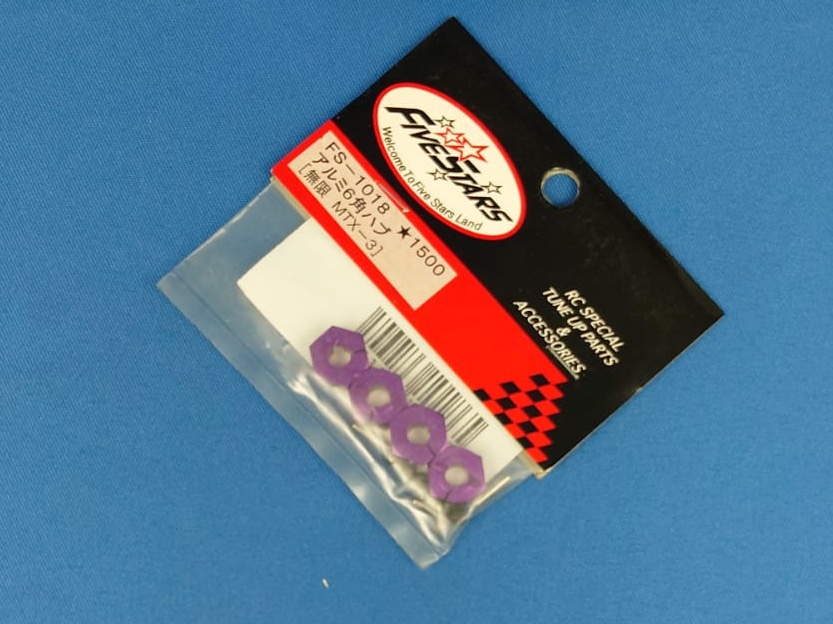 FIVESTARS
Welcome To Five Stars Land
FS−1018 ★1500
アルミ6角ハブ
[無限 MTX−3]
RC SPECIAL
TUNE UP PARTS
&
ACCESSORIES.